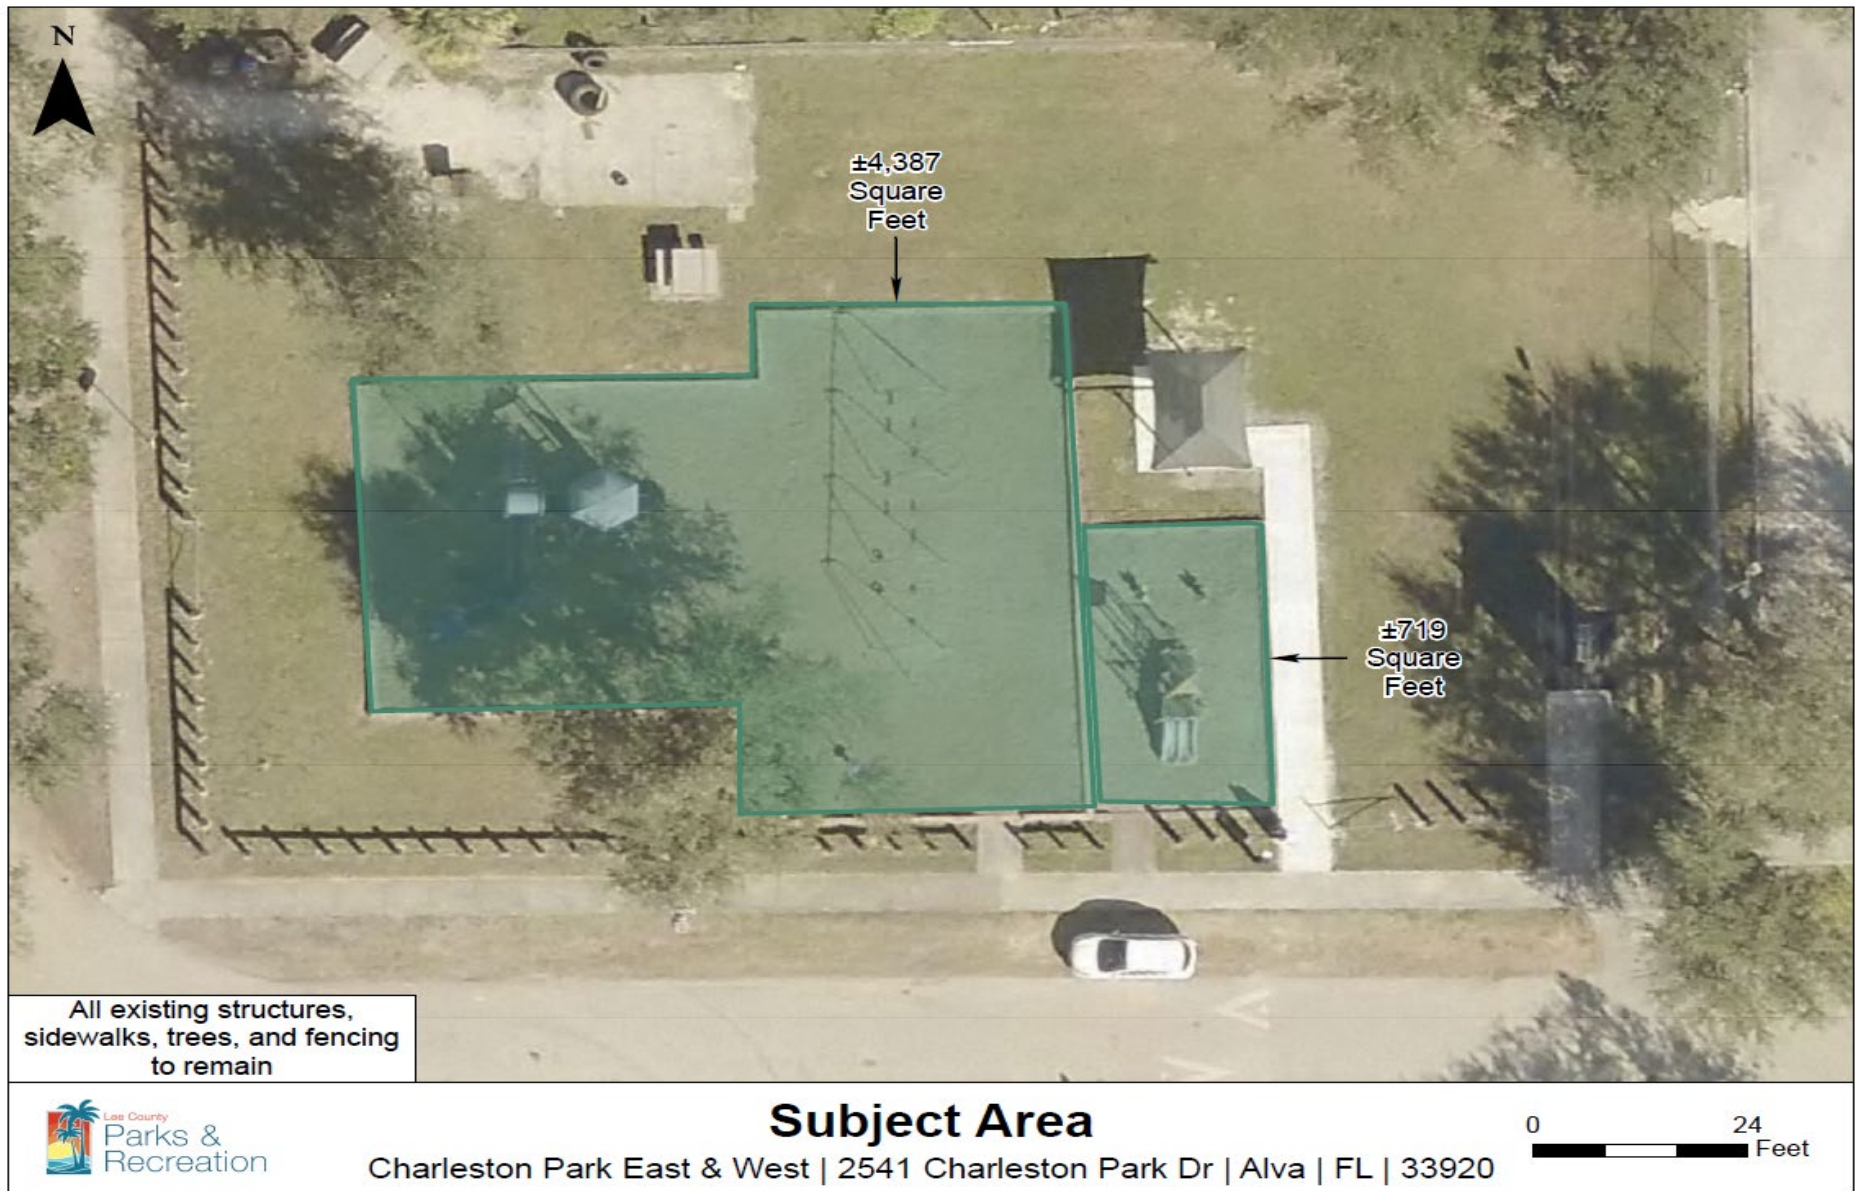 N
±4,387
Square
Feet
±719
Square
Feet
All existing structures,
sidewalks, trees, and fencing
to remain
Lee County
Parks &
Recreation
Subject Area
Charleston Park East & West | 2541 Charleston Park Dr | Alva | FL | 33920
0 24
Feet